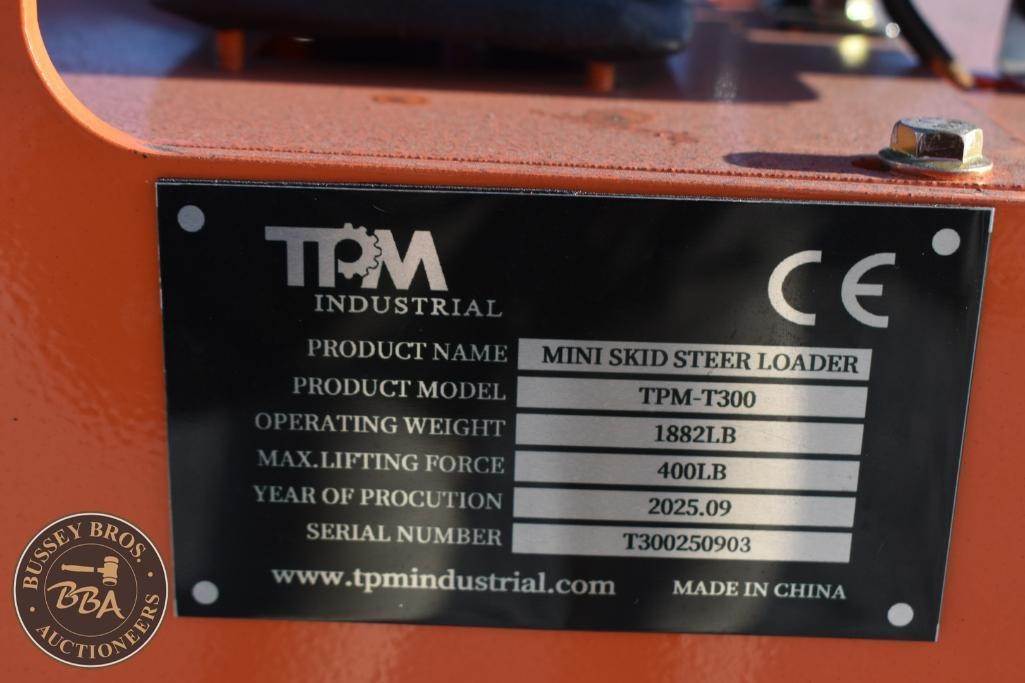 TPM
INDUSTRIAL
CE
PRODUCT NAME MINI SKID STEER LOADER
PRODUCT MODEL TPM-T300
OPERATING WEIGHT 1882LB
MAX.LIFTING FORCE 400LB
YEAR OF PROCUTION 2025.09
SERIAL NUMBER T300250903
www.tpmindustrial.com MADE IN CHINA
BUSSEY BROS.
BBA
AUCTIONEERS